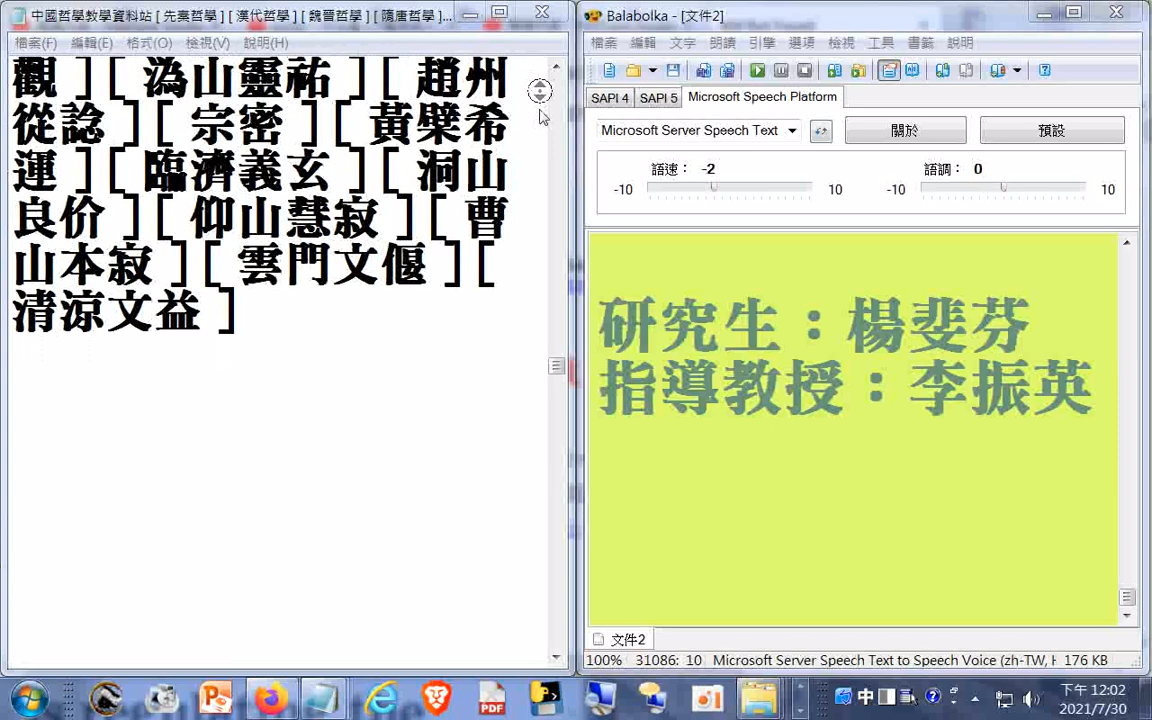 中國哲學教學資料站 [ 先秦哲學 ] [ 漢代哲學 ] [ 魏晉哲學 ] [ 隋唐哲學 ]...
檔案(F) 編輯(E) 格式(O) 檢視(V) 說明(H)
觀 ][ 溈山靈祐 ][ 趙州
從諗 ][ 宗密 ][ 黃檗希
運 ][ 臨濟義玄 ][ 洞山
良价 ][ 仰山慧寂 ][ 曹
山本寂 ][ 雲門文偃 ][
清涼文益 ]
Balabolka - [文件2]
檔案 編輯 文字 朗讀 引擎 選項 檢視 工具 書籤 說明
SAPI 4 SAPI 5 Microsoft Speech Platform
Microsoft Server Speech Text 關於 預設
語速： -2 語調： 0
-10 10 -10 10
研究生：楊斐芬
指導教授：李振英
文件2
100% 31086: 10 Microsoft Server Speech Text to Speech Voice (zh-TW, H 176 KB
PDF 中 下午 12:02
2021/7/30